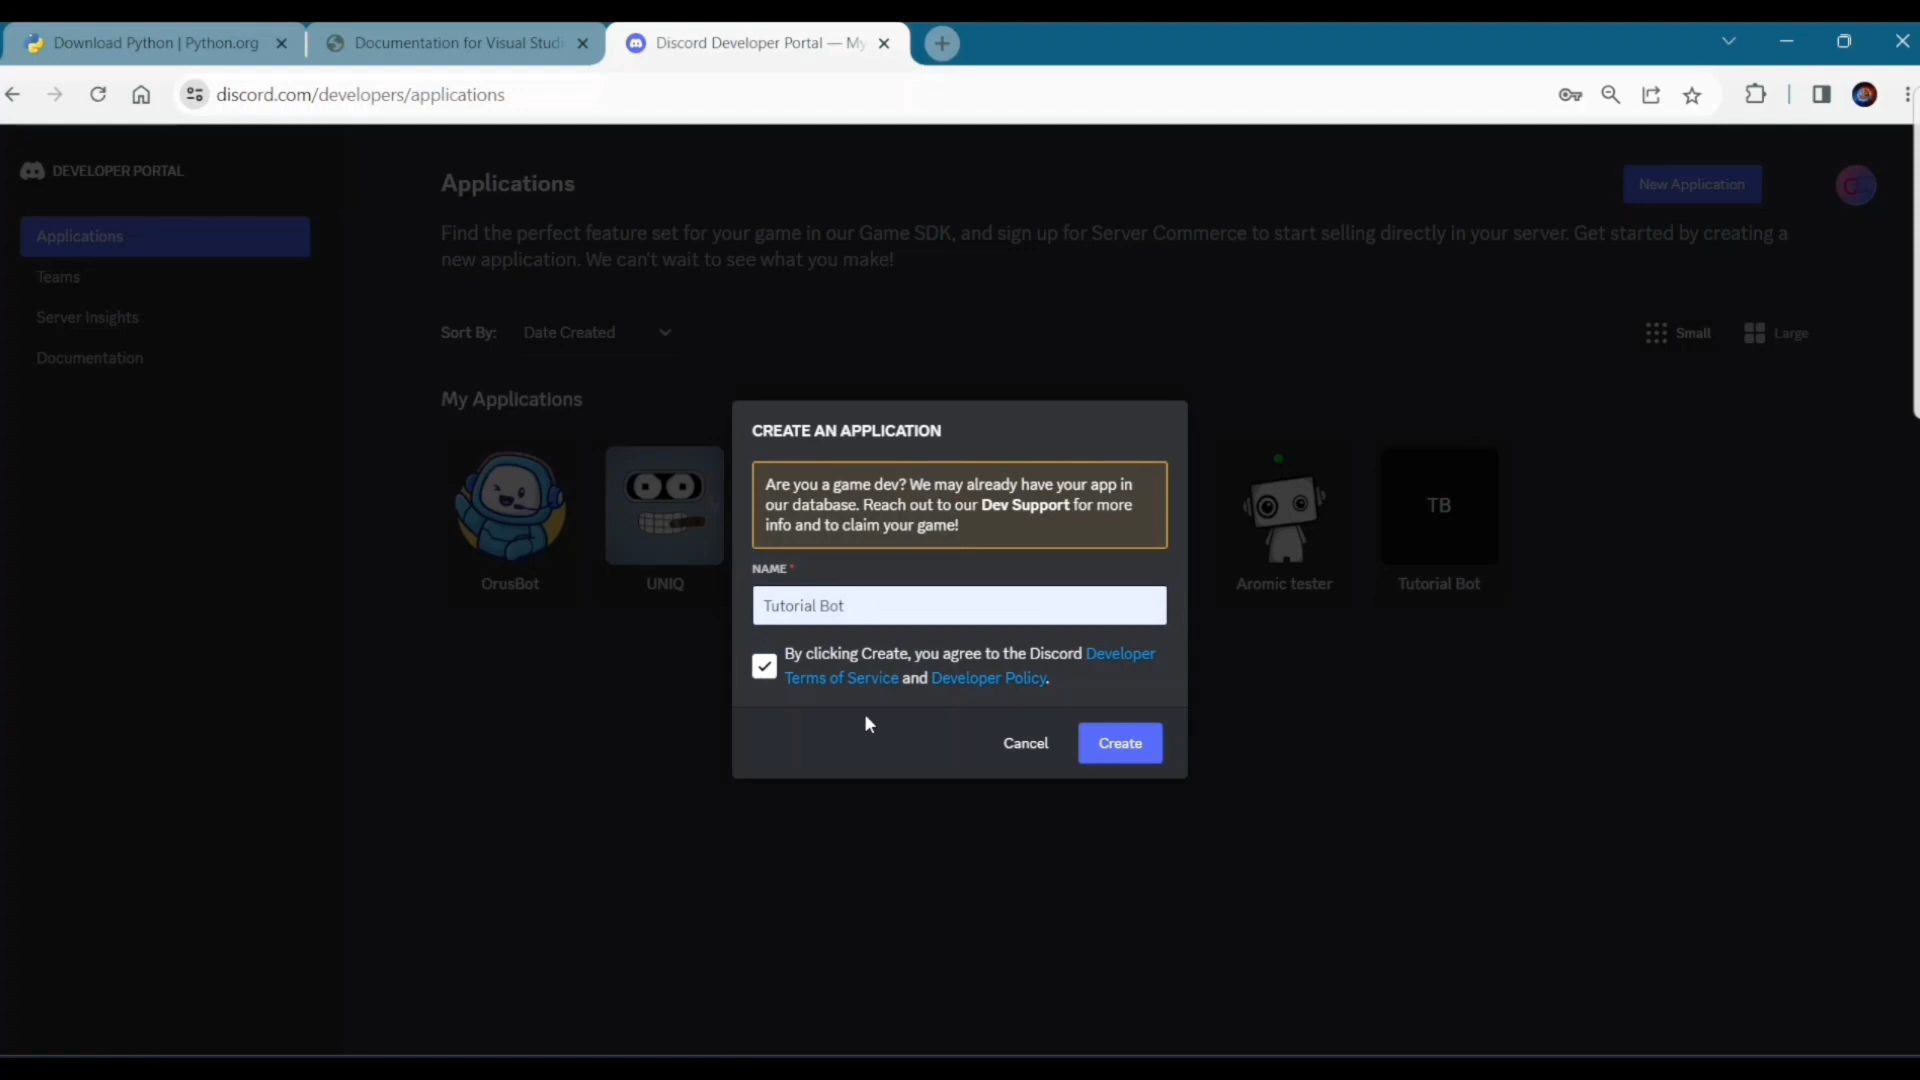 Download Python | Python.org
Documentation for Visual Studi
Discord Developer Portal — My
discord.com/developers/applications
DEVELOPER PORTAL
Applications
Teams
Server Insights
Documentation
Applications
New Application
Find the perfect feature set for your game in our Game SDK, and sign up for Server Commerce to start selling directly in your server. Get started by creating a
new application. We can't wait to see what you make!
Sort By: Date Created
Small Large
My Applications
TB
OrusBot UNIQ Aromic tester Tutorial Bot
CREATE AN APPLICATION
Are you a game dev? We may already have your app in
our database. Reach out to our Dev Support for more
info and to claim your game!
NAME *
Tutorial Bot
By clicking Create, you agree to the Discord Developer
Terms of Service and Developer Policy.
Cancel Create